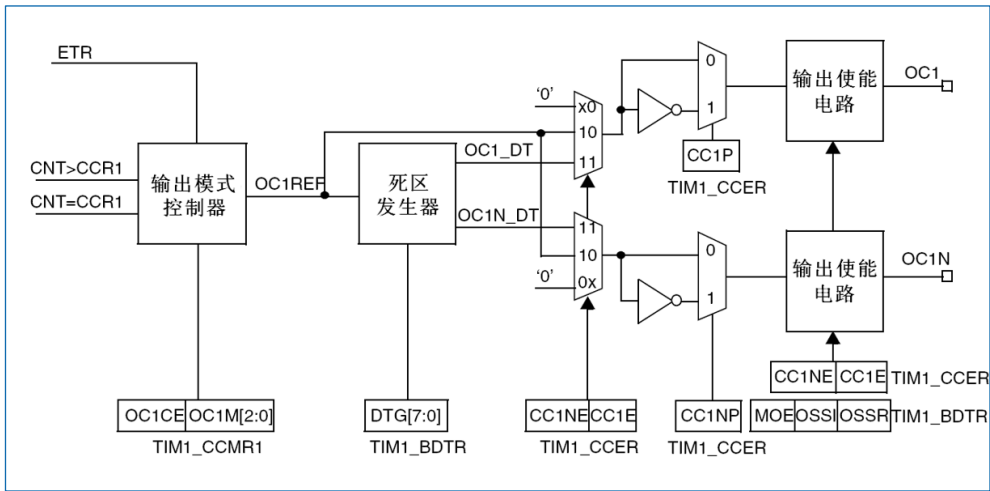 ETR
CNT>CCR1
CNT=CCR1
输出模式
控制器
OC1REF
死区
发生器
OC1_DT
OC1N_DT
‘0’
x0
10
11
11
10
0x
‘0’
0
1
CC1P
TIM1_CCER
0
1
输出使能
电路
OC1
输出使能
电路
OC1N
OC1CE OC1M[2:0]
TIM1_CCMR1
DTG[7:0]
TIM1_BDTR
CC1NE CC1E
TIM1_CCER
CC1NP
TIM1_CCER
CC1NE CC1E TIM1_CCER
MOE OSSI OSSR TIM1_BDTR